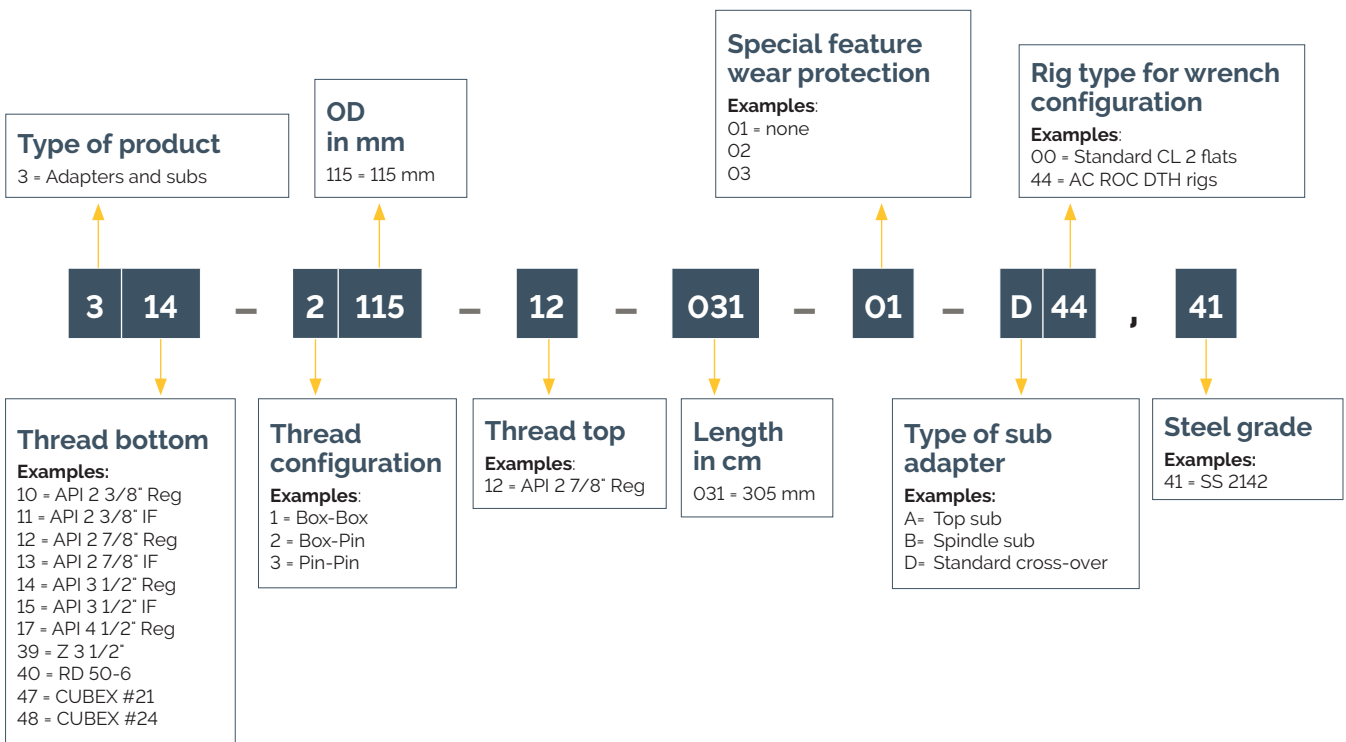 Special feature
wear protection
Examples:
01 = none
02
03
Rig type for wrench
configuration
Examples:
00 = Standard CL 2 flats
44 = AC ROC DTH rigs
OD
in mm
115 = 115 mm
Type of product
3 = Adapters and subs
3 14 – 2 115 – 12 – 031 – 01 – D 44 , 41
Thread bottom
Examples:
10 = API 2 3/8" Reg
11 = API 2 3/8" IF
12 = API 2 7/8" Reg
13 = API 2 7/8" IF
14 = API 3 1/2" Reg
15 = API 3 1/2" IF
17 = API 4 1/2" Reg
39 = Z 3 1/2"
40 = RD 50-6
47 = CUBEX #21
48 = CUBEX #24
Thread
configuration
Examples:
1 = Box-Box
2 = Box-Pin
3 = Pin-Pin
Thread top
Examples:
12 = API 2 7/8" Reg
Length
in cm
031 = 305 mm
Type of sub
adapter
Examples:
A= Top sub
B= Spindle sub
D= Standard cross-over
Steel grade
Examples:
41 = SS 2142